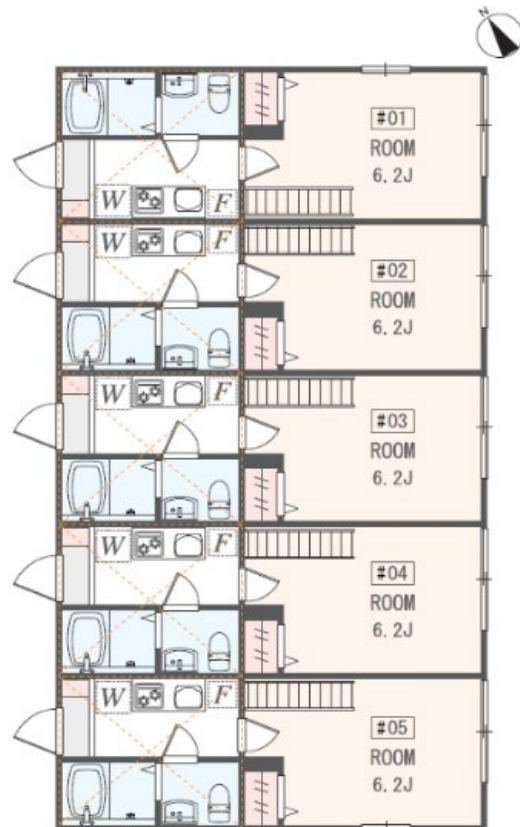 N
#01
ROOM
6.2J
W F
W F
#02
ROOM
6.2J
W F
#03
ROOM
6.2J
W F
#04
ROOM
6.2J
W F
#05
ROOM
6.2J